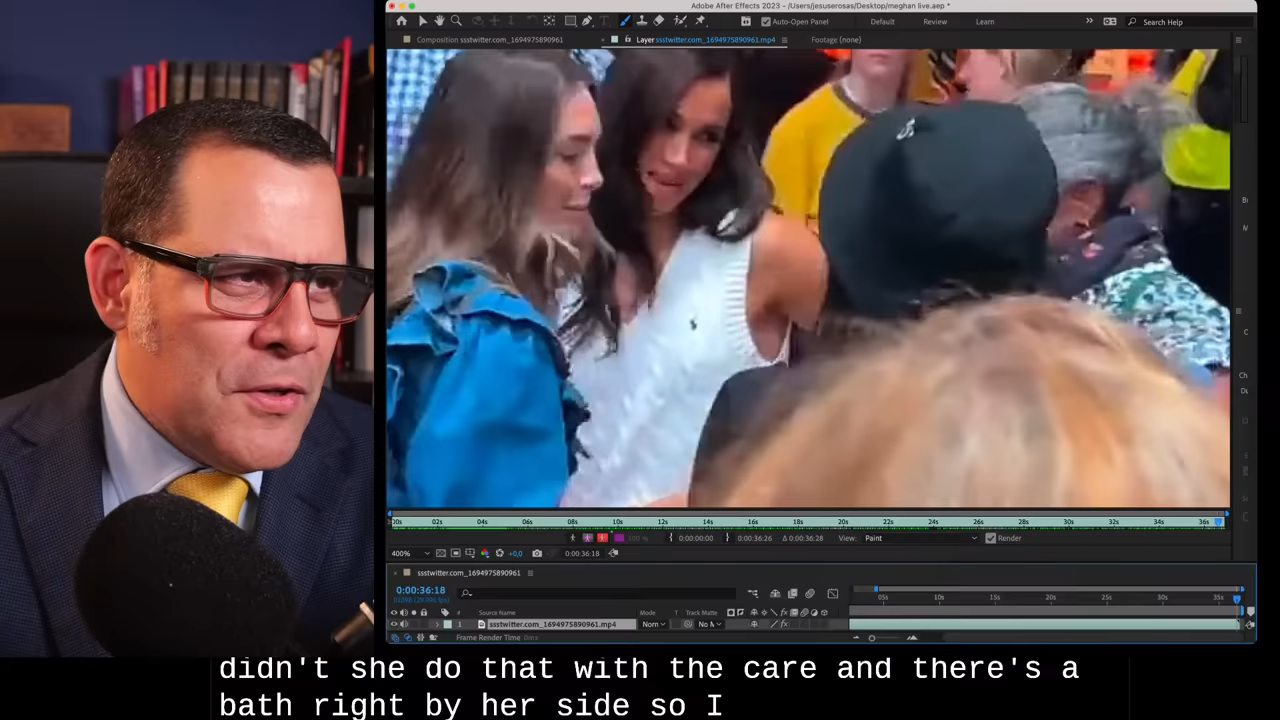 Adobe After Effects 2023 - /Users/jesuserosas/Desktop/meghan live.aep *
Auto-Open Panel
Default
Review
Learn
Search Help
Composition ssstwitter.com_1694975890961.mp4
Layer ssstwitter.com_1694975890961.mp4
Footage (none)
02s 04s 06s 08s 10s 12s 14s 16s 18s 20s 22s 24s 26s 28s 30s 32s 34s 36s
0:00:00:00
0:00:36:26
Δ 0:00:36:28
View: Paint
Render
400%
+0,0
0:00:36:18
ssstwitter.com_1694975890961
0:00:36:18
05s 10s 15s 20s 25s 30s 35s
# Source Name Mode T Track Matte
1 ssstwitter.com_1694975890961.mp4
Frame Render Time
didn't she do that with the care and there's a
bath right by her side so I